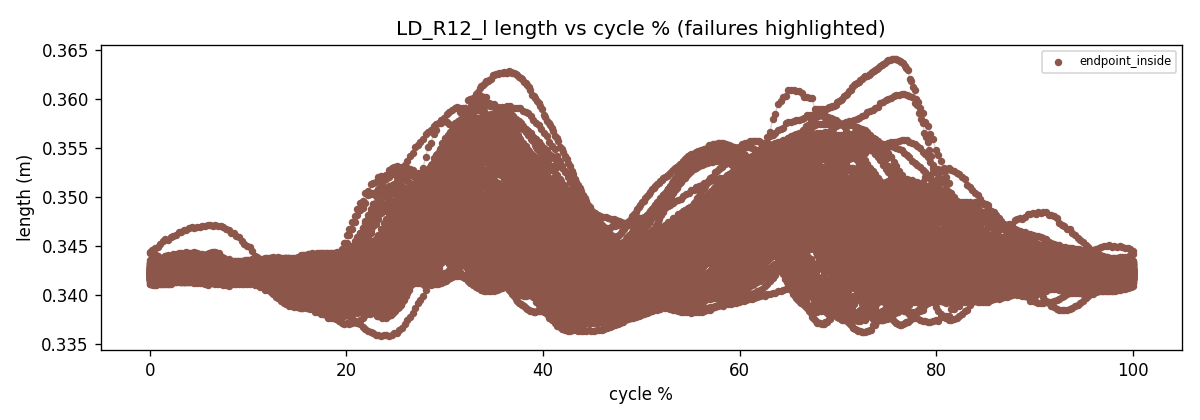 LD_R12_l length vs cycle % (failures highlighted)
endpoint_inside
length (m)
0.365
0.360
0.355
0.350
0.345
0.340
0.335
0 20 40 60 80 100
cycle %